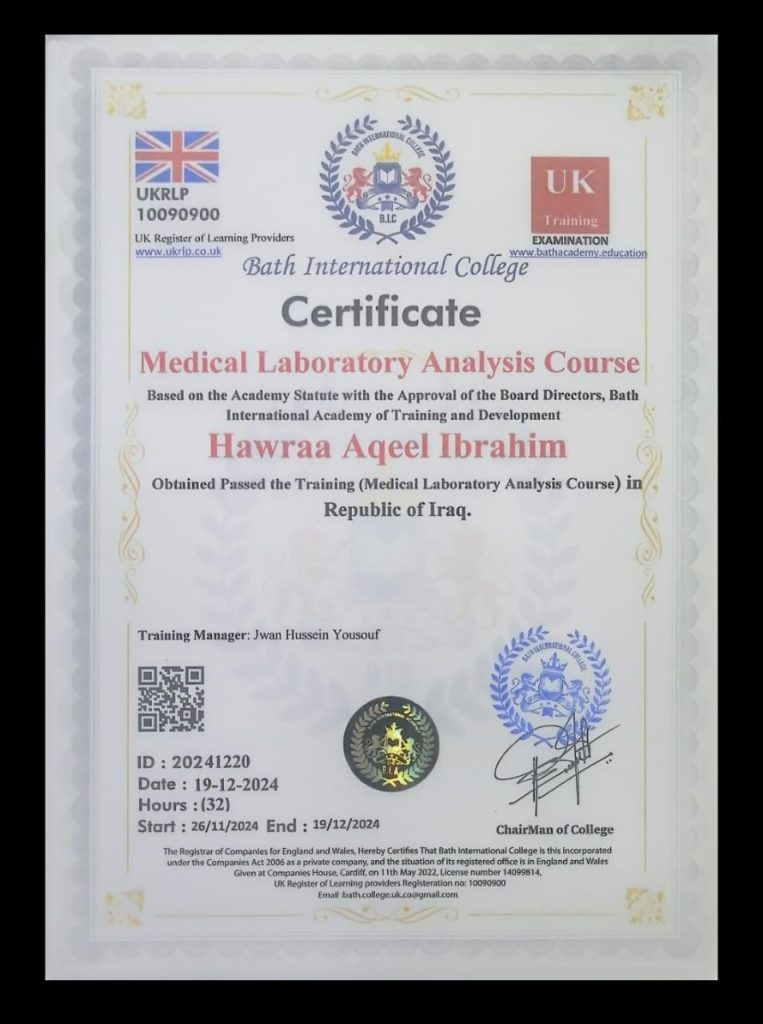 UKRLP
10090900
UK Register of Learning Providers
www.ukrlp.co.uk
BATH INTERNATIONAL COLLEGE
B.I.C
UK
Training
EXAMINATION
www.bathacademy.education
Bath International College
Certificate
Medical Laboratory Analysis Course
Based on the Academy Statute with the Approval of the Board Directors, Bath
International Academy of Training and Development
Hawraa Aqeel Ibrahim
Obtained Passed the Training (Medical Laboratory Analysis Course) in
Republic of Iraq.
Training Manager: Jwan Hussein Yousouf
BATH INTERNATIONAL COLLEGE
B.I.A
ID : 20241220
Date : 19-12-2024
Hours :(32)
Start : 26/11/2024 End : 19/12/2024
ChairMan of College
The Registrar of Companies for England and Wales, Hereby Certifies That Bath International College is this Incorporated
under the Companies Act 2006 as a private company, and the situation of its registered office is in England and Wales
Given at Companies House, Cardiff, on 11th May 2022, License number 14099814,
UK Register of Learning providers Registeration no: 10090900
Email :bath.college.uk.co@gmail.com